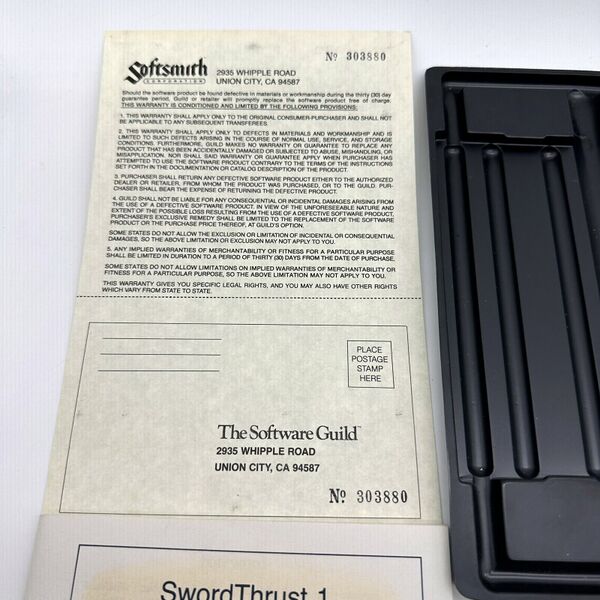 Softsmith
CORPORATION
2935 WHIPPLE ROAD
UNION CITY, CA 94587
No 303880
Should the software product be found defective in materials or workmanship during the thirty (30) day
guarantee period, Guild or retailer will promptly replace the software product free of charge.
THIS WARRANTY IS CONDITIONED AND LIMITED BY THE FOLLOWING PROVISIONS:
1. THIS WARRANTY SHALL APPLY ONLY TO THE ORIGINAL CONSUMER-PURCHASER AND SHALL NOT
BE APPLICABLE TO ANY SUBSEQUENT TRANSFEREES.
2. THIS WARRANTY SHALL APPLY ONLY TO DEFECTS IN MATERIALS AND WORKMANSHIP AND IS
LIMITED TO SUCH DEFECTS ARISING IN THE COURSE OF NORMAL USE, SERVICE, AND STORAGE
CONDITIONS. FURTHERMORE, GUILD MAKES NO WARRANTY OR GUARANTEE TO REPLACE ANY
PRODUCT THAT HAS BEEN ACCIDENTALLY DAMAGED OR SUBJECTED TO ABUSE, MISHANDLING, OR
MISAPPLICATION. NOR SHALL SAID WARRANTY OR GUARANTEE APPLY WHEN PURCHASER HAS
ATTEMPTED TO USE THE SOFTWARE PRODUCT CONTRARY TO THE TERMS OF THE INSTRUCTIONS
SET FORTH IN THE DOCUMENTATION OR CATALOG DESCRIPTION OF THE PRODUCT.
3. PURCHASER SHALL RETURN ANY DEFECTIVE SOFTWARE PRODUCT EITHER TO THE AUTHORIZED
DEALER OR RETAILER, FROM WHOM THE PRODUCT WAS PURCHASED, OR TO THE GUILD. PUR-
CHASER SHALL BEAR THE EXPENSE OF RETURNING THE DEFECTIVE PRODUCT.
4. GUILD SHALL NOT BE LIABLE FOR ANY CONSEQUENTIAL OR INCIDENTAL DAMAGES ARISING FROM
THE USE OF A DEFECTIVE SOFTWARE PRODUCT. IN VIEW OF THE UNFORESEEABLE NATURE AND
EXTENT OF THE POSSIBLE LOSS RESULTING FROM THE USE OF A DEFECTIVE SOFTWARE PRODUCT,
PURCHASER'S EXCLUSIVE REMEDY SHALL BE LIMITED TO THE REPLACEMENT OF THE SOFTWARE
PRODUCT OR THE PURCHASE PRICE THEREOF, AT GUILD'S OPTION.
SOME STATES DO NOT ALLOW THE EXCLUSION OR LIMITATION OF INCIDENTAL OR CONSEQUENTIAL
DAMAGES, SO THE ABOVE LIMITATION OR EXCLUSION MAY NOT APPLY TO YOU.
5. ANY IMPLIED WARRANTIES OF MERCHANTABILITY OR FITNESS FOR A PARTICULAR PURPOSE
SHALL BE LIMITED IN DURATION TO A PERIOD OF THIRTY (30) DAYS FROM THE DATE OF PURCHASE.
SOME STATES DO NOT ALLOW LIMITATIONS ON IMPLIED WARRANTIES OF MERCHANTABILITY OR
FITNESS FOR A PARTICULAR PURPOSE, SO THE ABOVE LIMITATION MAY NOT APPLY TO YOU.
THIS WARRANTY GIVES YOU SPECIFIC LEGAL RIGHTS, AND YOU MAY ALSO HAVE OTHER RIGHTS
WHICH VARY FROM STATE TO STATE.
PLACE
POSTAGE
STAMP
HERE
The Software Guild™
2935 WHIPPLE ROAD
UNION CITY, CA 94587
No 303880
SwordThrust 1